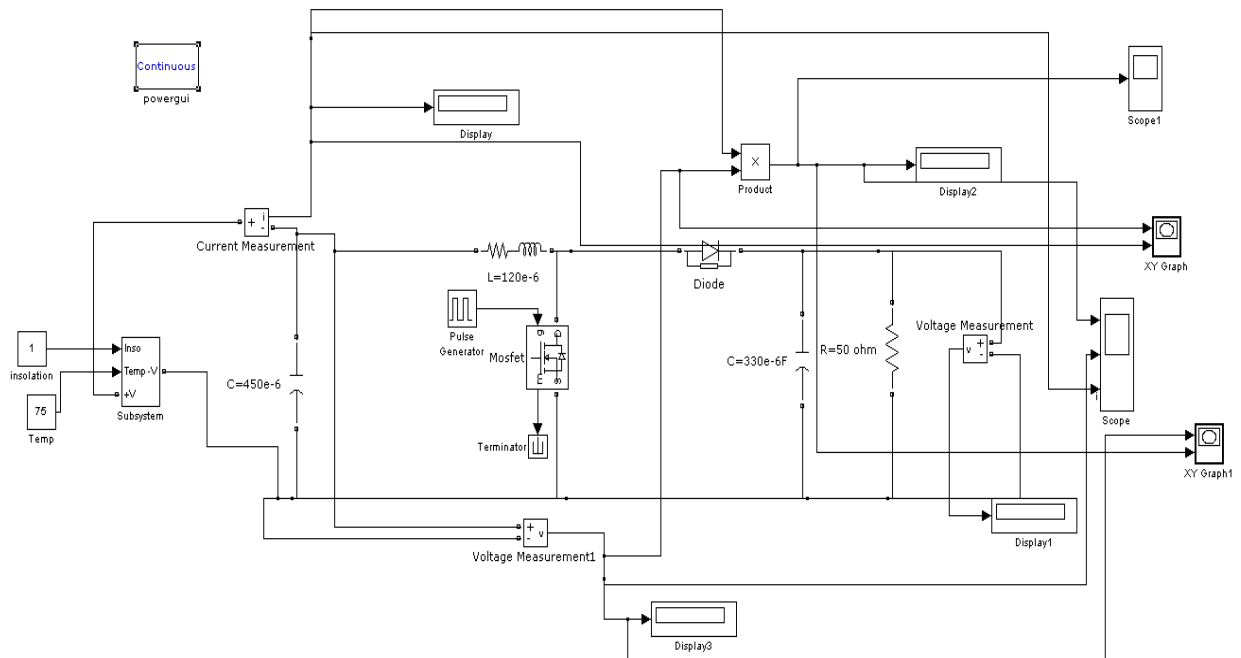 Continuous
powergui
Display
Scope1
X
Product
Display2
+ i
-
Current Measurement
XY Graph
L=120e-6
Diode
Pulse
Generator
g
D
Mosfet
m
S
Terminator
1
insolation
75
Temp
Inso
Temp -V
+V
Subsystem
C=450e-6
C=330e-6F
R=50 ohm
Voltage Measurement
v +
-
i
Scope
XY Graph1
Display1
+
- v
Voltage Measurement1
Display3